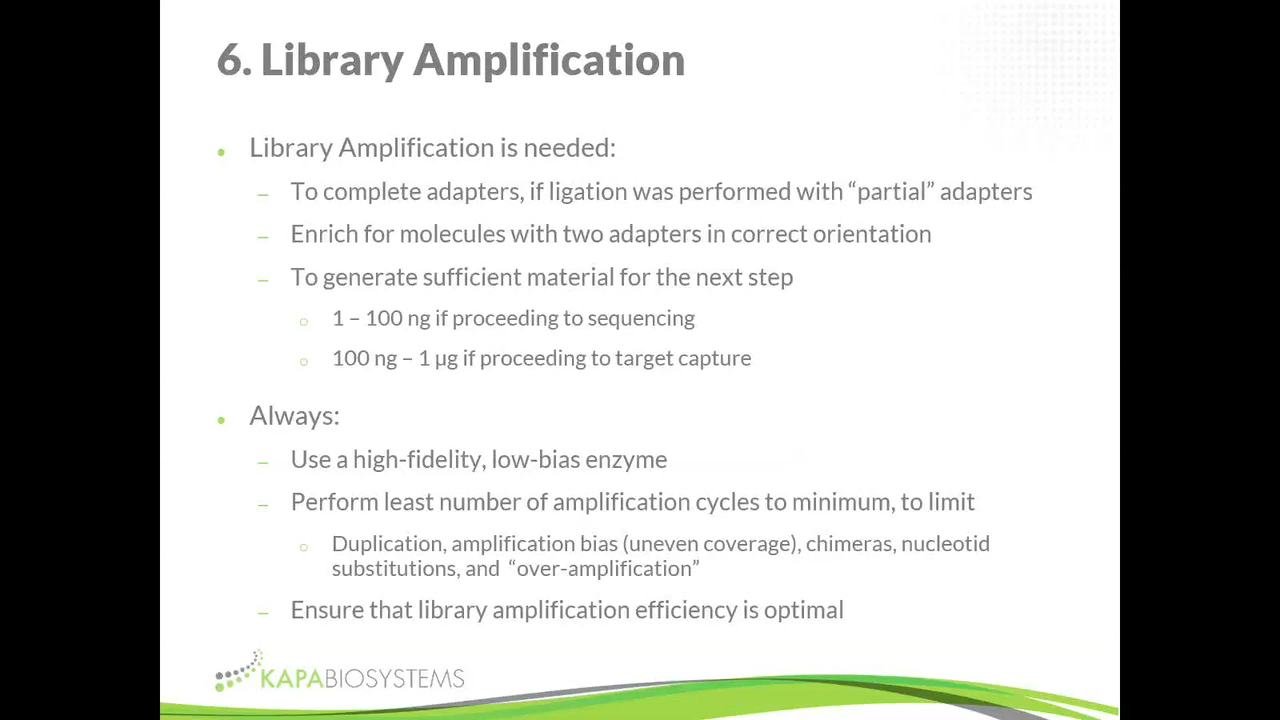 6. Library Amplification
Library Amplification is needed:
To complete adapters, if ligation was performed with “partial” adapters
Enrich for molecules with two adapters in correct orientation
To generate sufficient material for the next step
1 – 100 ng if proceeding to sequencing
100 ng – 1 µg if proceeding to target capture
Always:
Use a high-fidelity, low-bias enzyme
Perform least number of amplification cycles to minimum, to limit
Duplication, amplification bias (uneven coverage), chimeras, nucleotid
substitutions, and “over-amplification”
Ensure that library amplification efficiency is optimal
KAPABIOSYSTEMS